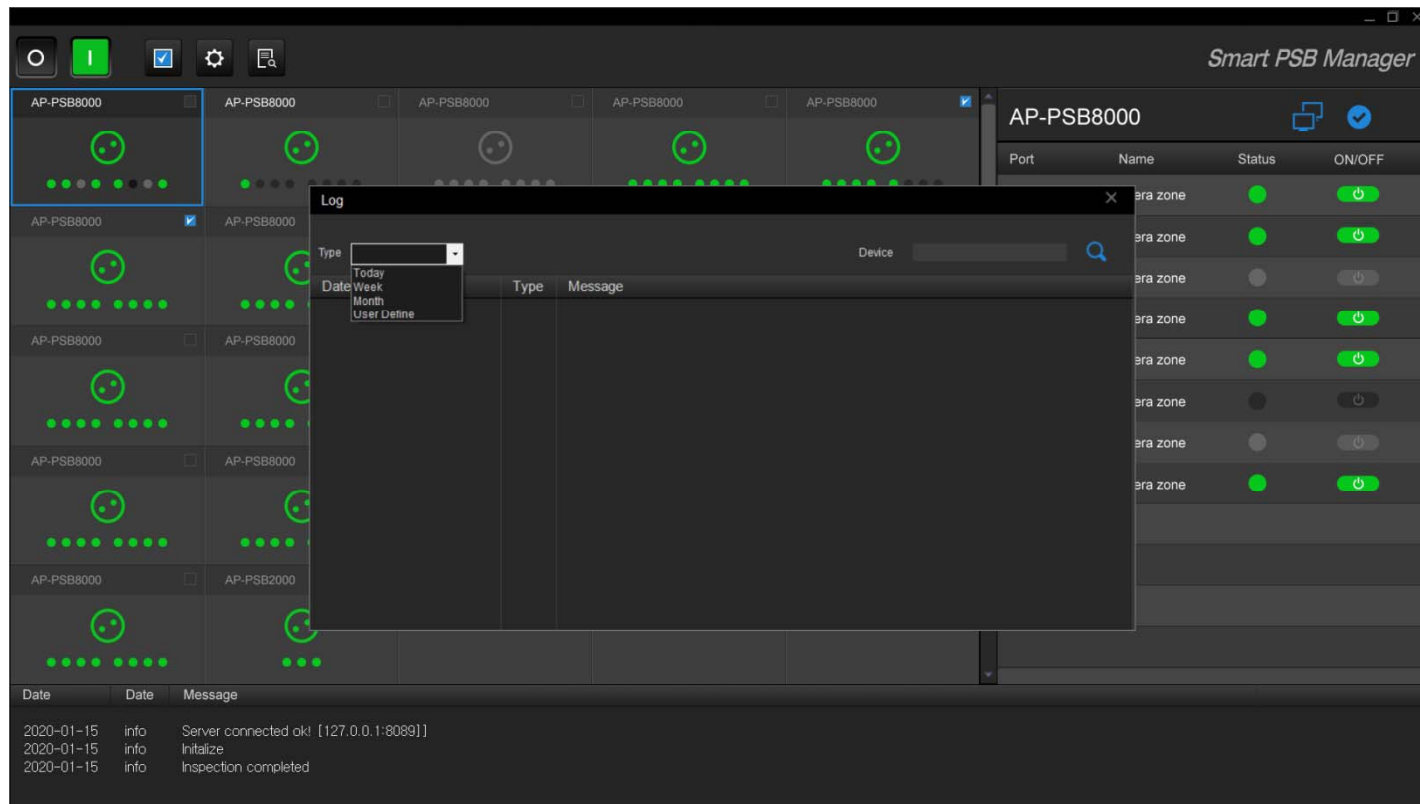 Smart PSB Manager
AP-PSB8000
AP-PSB8000
AP-PSB8000
AP-PSB8000
AP-PSB8000
AP-PSB8000
Port Name Status ON/OFF
Log
Type
Today
Week
Month
User Define
Device
Date Type Message
era zone
era zone
era zone
era zone
era zone
era zone
era zone
era zone
AP-PSB8000
AP-PSB8000
AP-PSB8000
AP-PSB8000
AP-PSB8000
AP-PSB8000
AP-PSB8000
AP-PSB2000
Date Date Message
2020-01-15 info Server connected ok! [127.0.0.1:8089]]
2020-01-15 info Initalize
2020-01-15 info Inspection completed